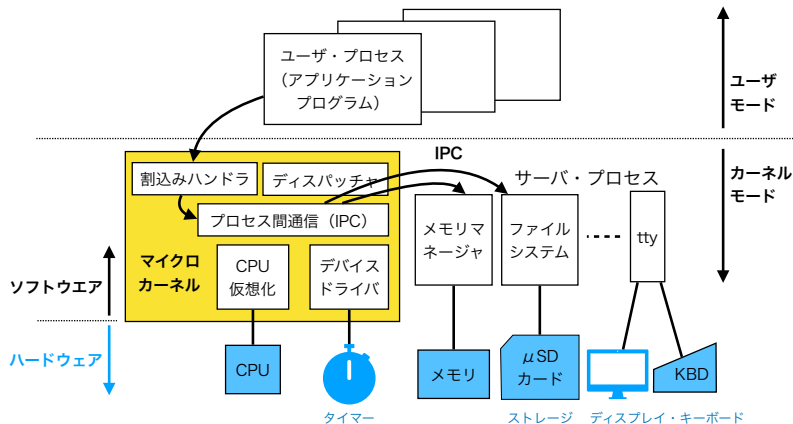 ユーザ・プロセス
（アプリケーション
プログラム）
ユーザ
モード
IPC
カーネル
モード
割込みハンドラ
ディスパッチャ
サーバ・プロセス
プロセス間通信（IPC）
メモリマ
ネージャ
ファイル
システム
tty
マイクロ
カーネル
CPU
仮想化
デバイス
ドライバ
ソフトウエア
ハードウェア
CPU
メモリ
μSD
カード
KBD
タイマー
ストレージ
ディスプレイ・キーボード